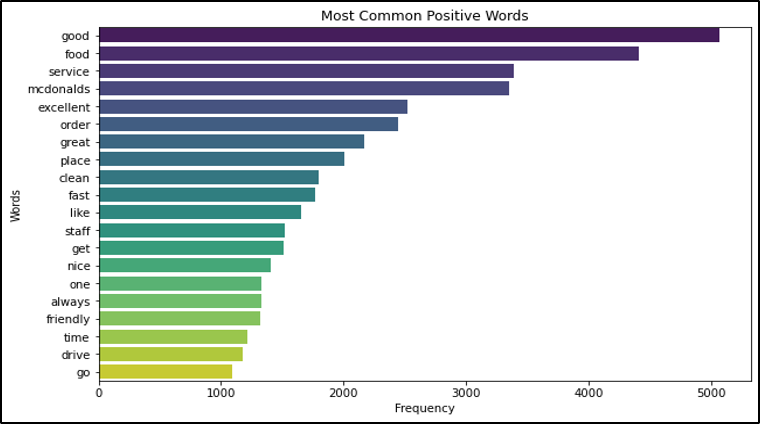 Most Common Positive Words
good
food
service
mcdonalds
excellent
order
great
place
clean
fast
like
staff
get
nice
one
always
friendly
time
drive
go
Words
0 1000 2000 3000 4000 5000
Frequency